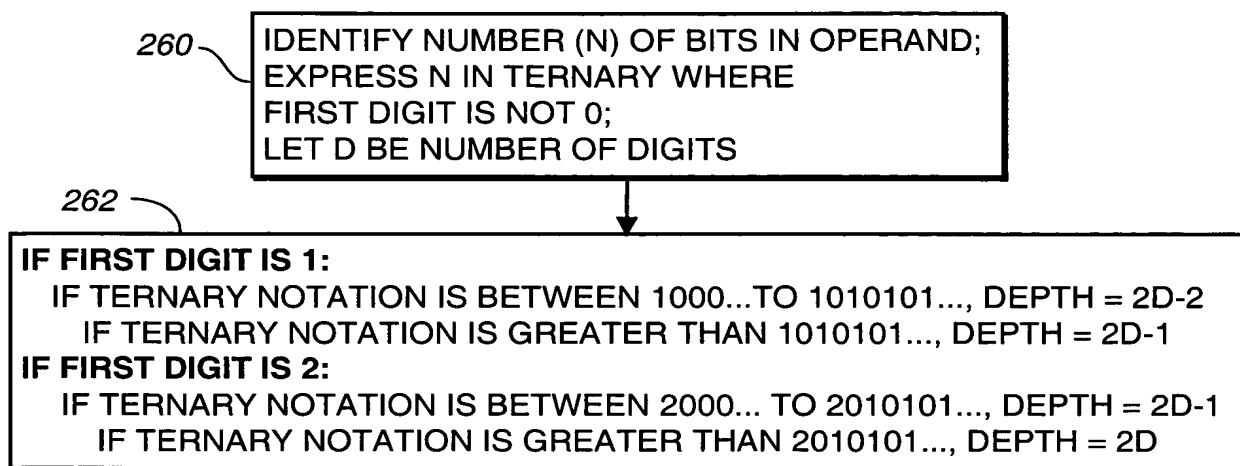 260
IDENTIFY NUMBER (N) OF BITS IN OPERAND;
EXPRESS N IN TERNARY WHERE
FIRST DIGIT IS NOT 0;
LET D BE NUMBER OF DIGITS
262
IF FIRST DIGIT IS 1:
IF TERNARY NOTATION IS BETWEEN 1000...TO 1010101..., DEPTH = 2D-2
IF TERNARY NOTATION IS GREATER THAN 1010101..., DEPTH = 2D-1
IF FIRST DIGIT IS 2:
IF TERNARY NOTATION IS BETWEEN 2000... TO 2010101..., DEPTH = 2D-1
IF TERNARY NOTATION IS GREATER THAN 2010101..., DEPTH = 2D